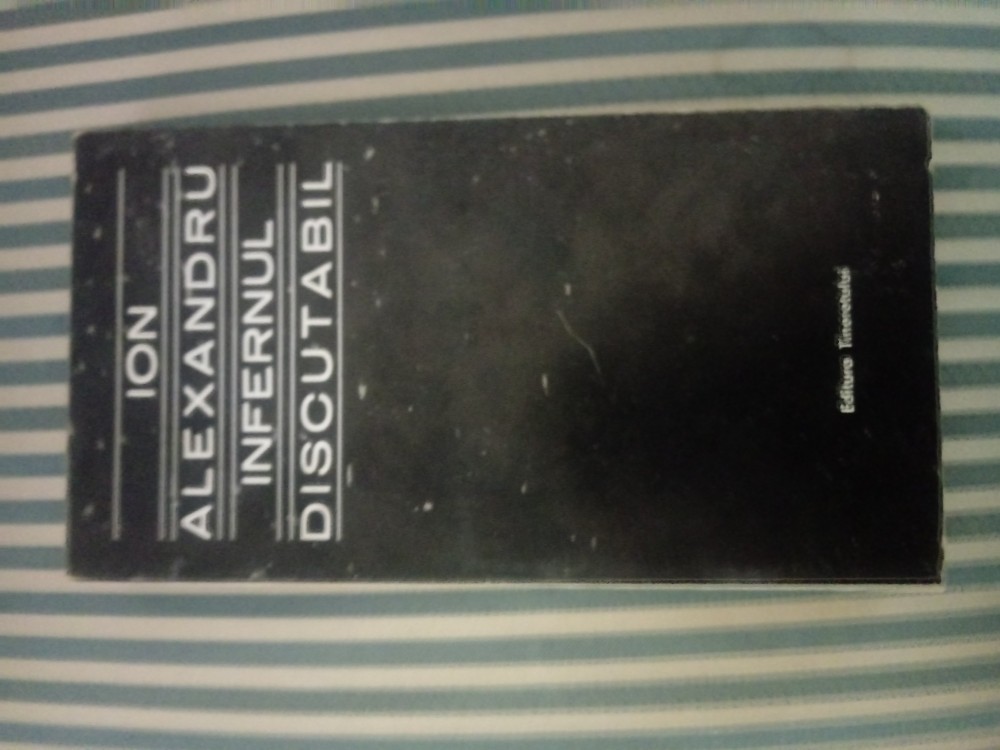 ION
ALEXANDRU
INFERNUL
DISCUTABIL
Editura Tineretului